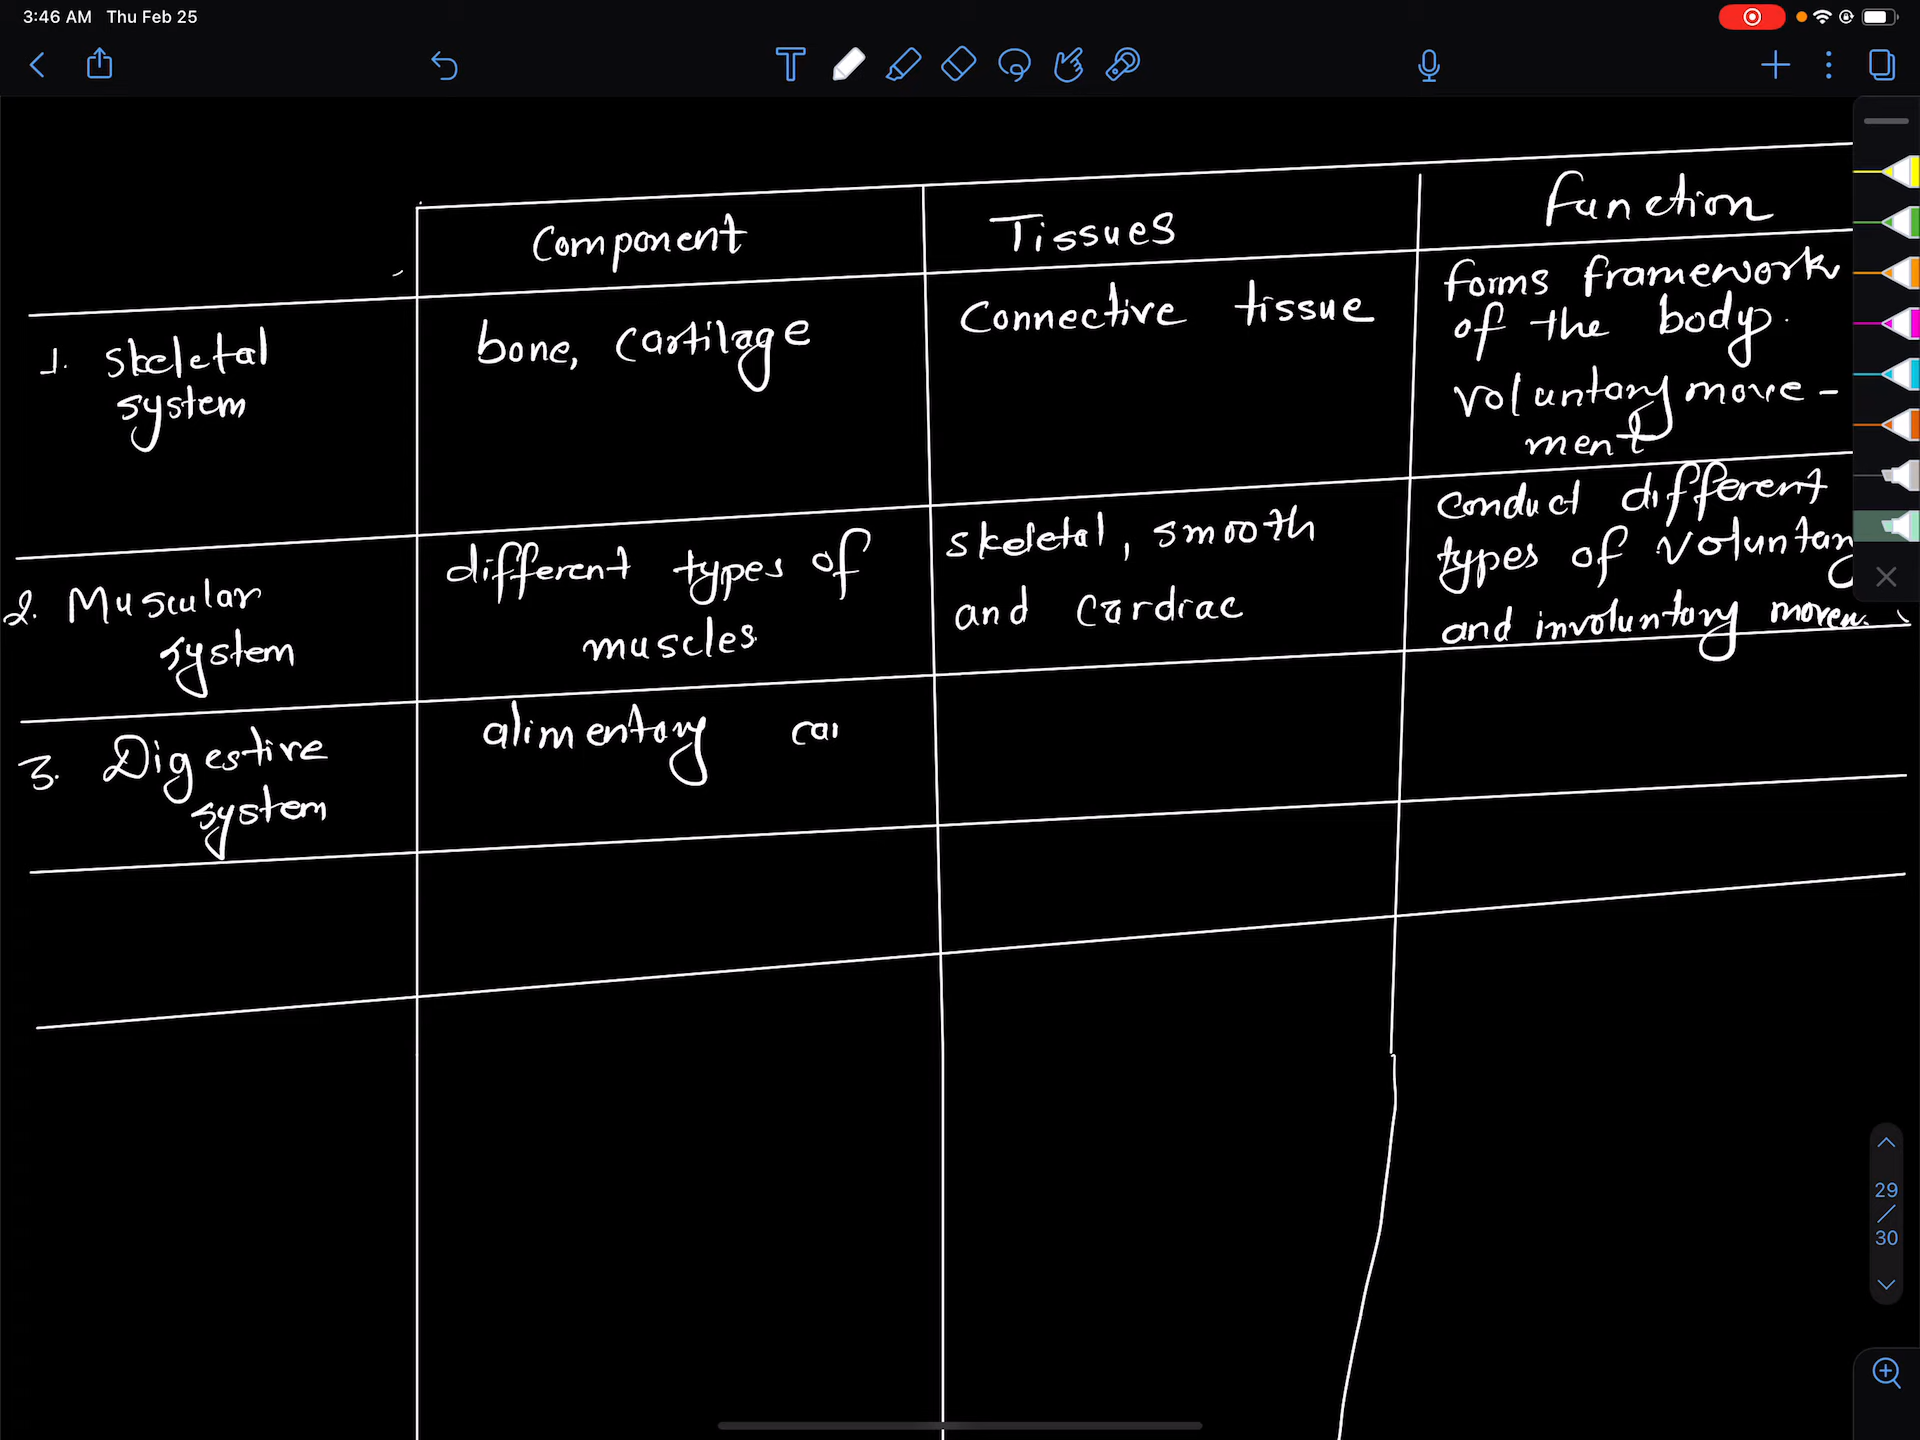 3:46 AM Thu Feb 25
Component Tissues function
1. skeletal
system
bone, cartilage
Connective tissue
forms framework
of the body.
voluntary move-
ment
2. Muscular
system
different types of
muscles
skeletal, smooth
and cardiac
conduct different
types of voluntary
and involuntary movem
3. Digestive
system
alimentary can
29
/
30